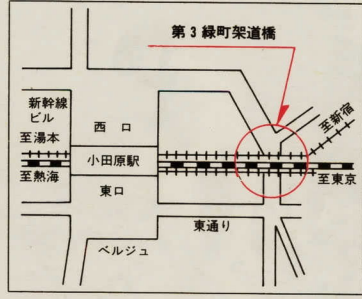 第3緑町架道橋
新幹線
ビル
至湯本
至熱海
西口
小田原駅
東口
至新宿
至東京
東通り
ベルジュ